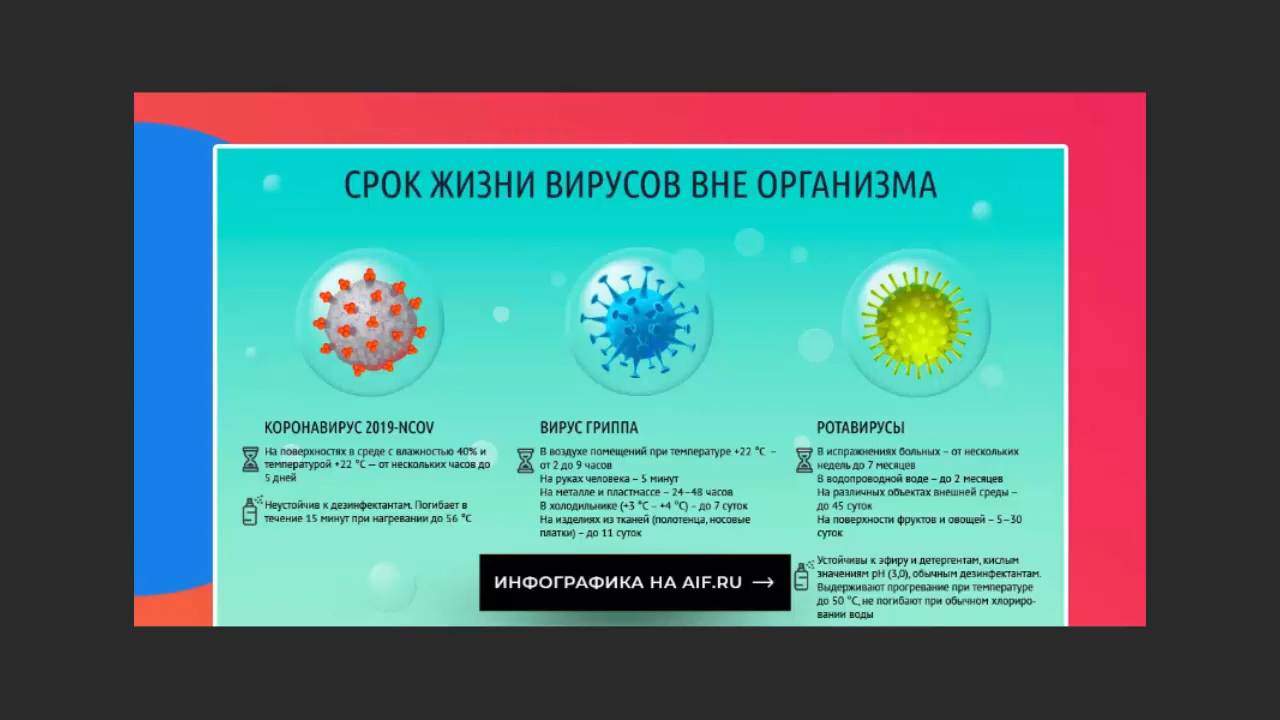 СРОК ЖИЗНИ ВИРУСОВ ВНЕ ОРГАНИЗМА
КОРОНАВИРУС 2019-NCOV
На поверхностях в среде с влажностью 40% и
температурой +22 °C — от нескольких часов до
5 дней
Неустойчив к дезинфектантам. Погибает в
течение 15 минут при нагревании до 56 °C
ВИРУС ГРИППА
В воздухе помещений при температуре +22 °C –
от 2 до 9 часов
На руках человека – 5 минут
На металле и пластмассе – 24–48 часов
В холодильнике (+3 °C – +4 °C) – до 7 суток
На изделиях из тканей (полотенца, носовые
платки) – до 11 суток
РОТАВИРУСЫ
В испражнениях больных – от нескольких
недель до 7 месяцев
В водопроводной воде – до 2 месяцев
На различных объектах внешней среды –
до 45 суток
На поверхности фруктов и овощей – 5–30
суток
Устойчивы к эфиру и детергентам, кислым
значениям pH (3,0), обычным дезинфектантам.
Выдерживают прогревание при температуре
до 50 °C, не погибают при обычном хлориро-
вании воды
ИНФОГРАФИКА НА AIF.RU →